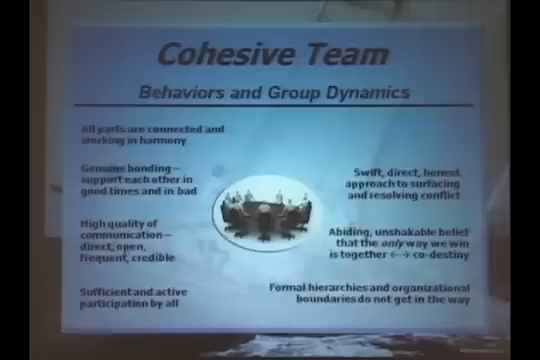 Cohesive Team
Behaviors and Group Dynamics
All parts are connected and
working in harmony
Genuine bonding –
support each other in
good times and in bad
High quality of
communication –
direct, open,
frequent, credible
Sufficient and active
participation by all
Swift, direct, honest
approach to surfacing
and resolving conflict
Abiding, unshakable belief
that the only way we win
is together ←→ co-destiny
Formal hierarchies and organizational
boundaries do not get in the way